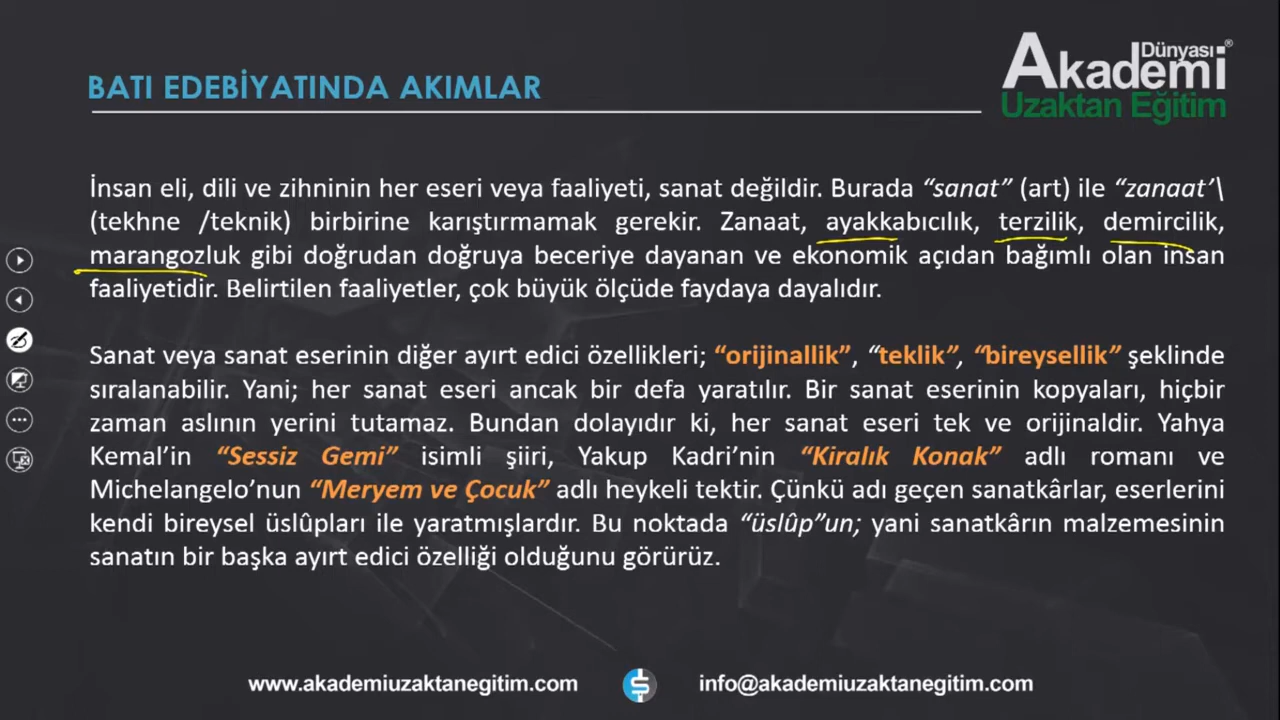 BATI EDEBİYATINDA AKIMLAR
Dünyası®
Akademi
Uzaktan Eğitim
İnsan eli, dili ve zihninin her eseri veya faaliyeti, sanat değildir. Burada “sanat” (art) ile “zanaat’\
(tekhne /teknik) birbirine karıştırmamak gerekir. Zanaat, ayakkabıcılık, terzilik, demircilik,
marangozluk gibi doğrudan doğruya beceriye dayanan ve ekonomik açıdan bağımlı olan insan
faaliyetidir. Belirtilen faaliyetler, çok büyük ölçüde faydaya dayalıdır.
Sanat veya sanat eserinin diğer ayırt edici özellikleri; “orijinallik”, “teklik”, “bireysellik” şeklinde
sıralanabilir. Yani; her sanat eseri ancak bir defa yaratılır. Bir sanat eserinin kopyaları, hiçbir
zaman aslının yerini tutamaz. Bundan dolayıdır ki, her sanat eseri tek ve orijinaldir. Yahya
Kemal’in “Sessiz Gemi” isimli şiiri, Yakup Kadri’nin “Kiralık Konak” adlı romanı ve
Michelangelo’nun “Meryem ve Çocuk” adlı heykeli tektir. Çünkü adı geçen sanatkârlar, eserlerini
kendi bireysel üslûpları ile yaratmışlardır. Bu noktada “üslûp”un; yani sanatkârın malzemesinin
sanatın bir başka ayırt edici özelliği olduğunu görürüz.
www.akademiuzaktanegitim.com
info@akademiuzaktanegitim.com